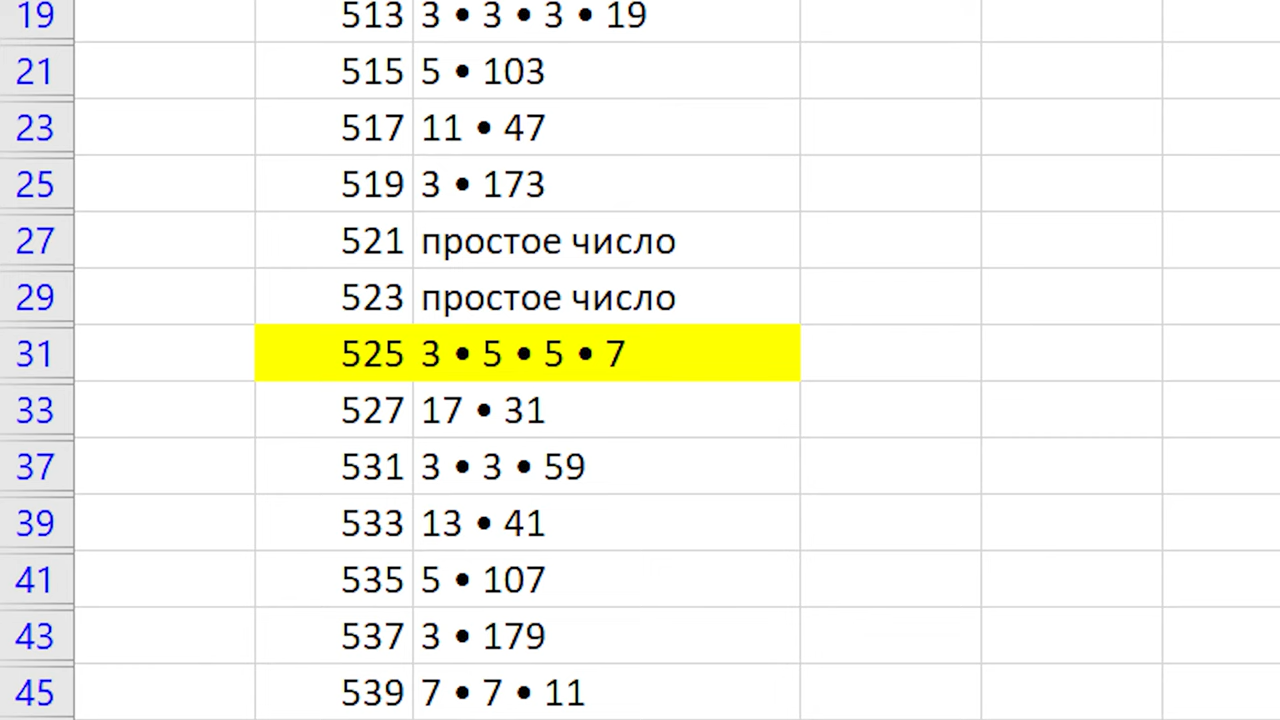 19 513 3 • 3 • 3 • 19
21 515 5 • 103
23 517 11 • 47
25 519 3 • 173
27 521 простое число
29 523 простое число
31 525 3 • 5 • 5 • 7
33 527 17 • 31
37 531 3 • 3 • 59
39 533 13 • 41
41 535 5 • 107
43 537 3 • 179
45 539 7 • 7 • 11